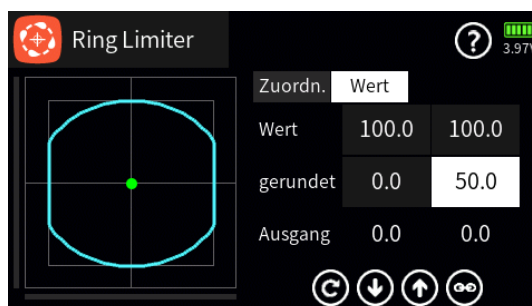 Ring Limiter
?
3.97V
Zuordn. Wert
Wert 100.0 100.0
gerundet 0.0 50.0
Ausgang 0.0 0.0